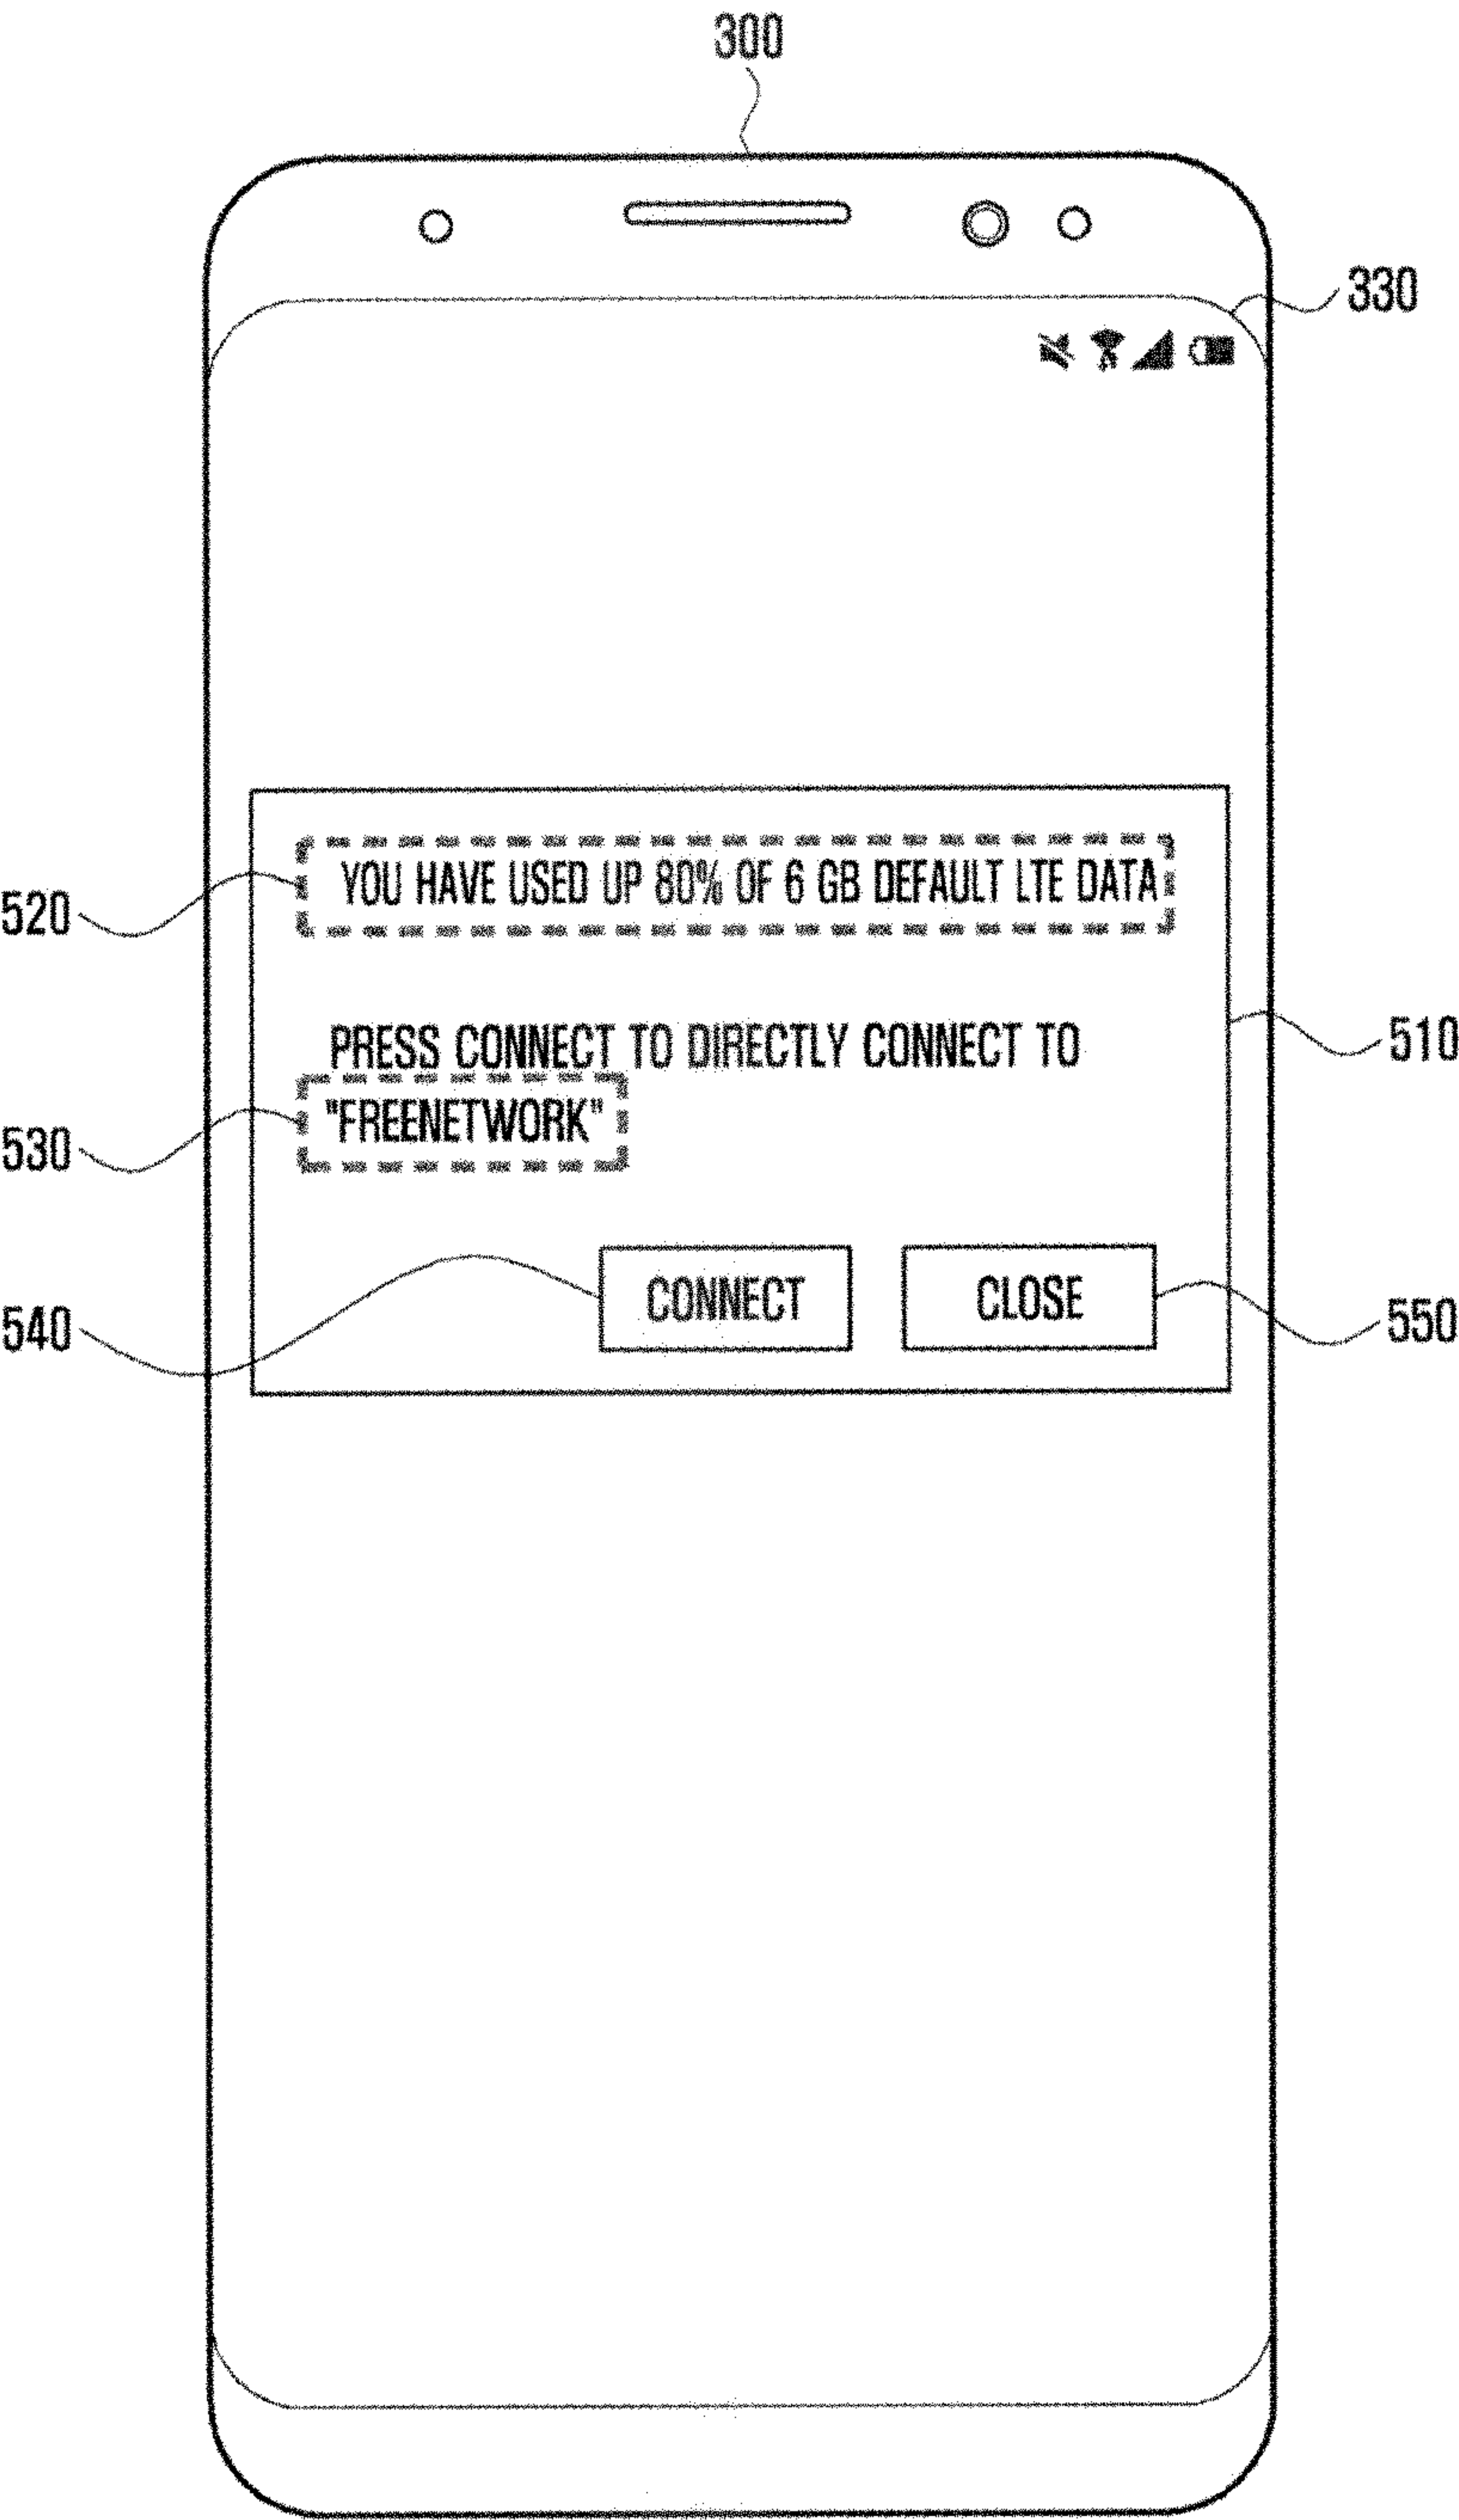 300
330
520
YOU HAVE USED UP 80% OF 6 GB DEFAULT LTE DATA
PRESS CONNECT TO DIRECTLY CONNECT TO
510
530
"FREENETWORK"
540
CONNECT
CLOSE
550